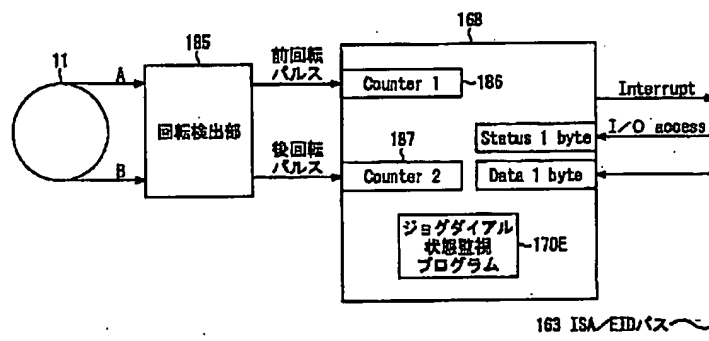 168
185
11
A
前回転
パルス
Counter 1
186
Interrupt
回転検出部
I/O access
Status 1 byte
187
B
後回転
パルス
Counter 2
Data 1 byte
ジョグダイアル
状態監視
プログラム
170E
163 ISA/EIDバス